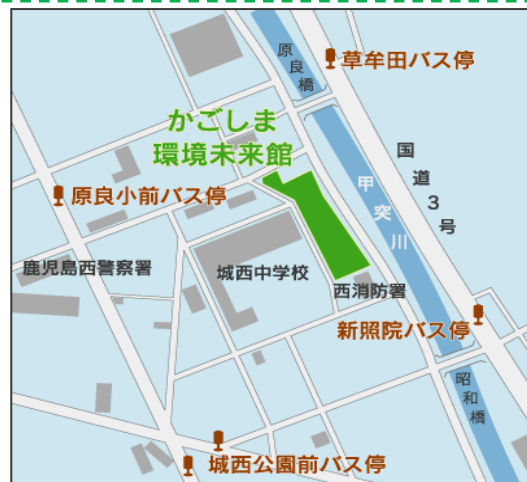 原良橋
草牟田バス停
かごしま
環境未来館
国道3号
甲突川
原良小前バス停
鹿児島西警察署
城西中学校
西消防署
新照院バス停
昭和橋
城西公園前バス停